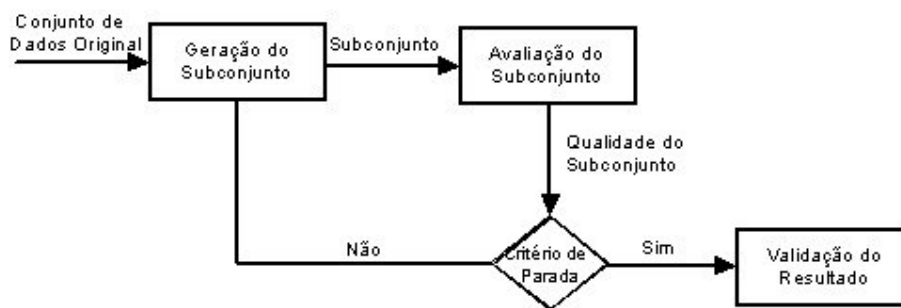 Conjunto de
Dados Original
Geração do
Subconjunto
Subconjunto
Avaliação do
Subconjunto
Qualidade do
Subconjunto
Critério de
Parada
Não
Sim
Validação do
Resultado